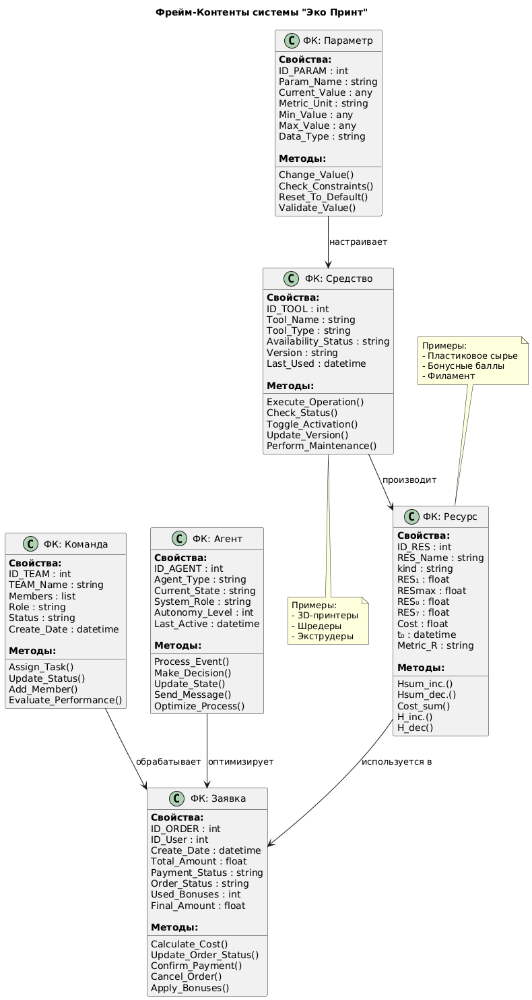 Фрейм-Контенты системы "Эко Принт"
C ФК: Параметр
Свойства:
ID_PARAM : int
Param_Name : string
Current_Value : any
Metric_Unit : string
Min_Value : any
Max_Value : any
Data_Type : string
Методы:
Change_Value()
Check_Constraints()
Reset_To_Default()
Validate_Value()
настраивает
C ФК: Средство
Свойства:
ID_TOOL : int
Tool_Name : string
Tool_Type : string
Availability_Status : string
Version : string
Last_Used : datetime
Методы:
Execute_Operation()
Check_Status()
Toggle_Activation()
Update_Version()
Perform_Maintenance()
Примеры:
- Пластиковое сырье
- Бонусные баллы
- Филамент
производит
C ФК: Команда
Свойства:
ID_TEAM : int
TEAM_Name : string
Members : list
Role : string
Status : string
Create_Date : datetime
Методы:
Assign_Task()
Update_Status()
Add_Member()
Evaluate_Performance()
C ФК: Агент
Свойства:
ID_AGENT : int
Agent_Type : string
Current_State : string
System_Role : string
Autonomy_Level : int
Last_Active : datetime
Методы:
Process_Event()
Make_Decision()
Update_State()
Send_Message()
Optimize_Process()
Примеры:
- 3D-принтеры
- Шредеры
- Экструдеры
C ФК: Ресурс
Свойства:
ID_RES : int
RES_Name : string
kind : string
RES₁ : float
RESmax : float
RES₀ : float
RES₇ : float
Cost : float
t₀ : datetime
Metric_R : string
Методы:
Hsum_inc.()
Hsum_dec.()
Cost_sum()
H_inc.()
H_dec()
обрабатывает
оптимизирует
используется в
C ФК: Заявка
Свойства:
ID_ORDER : int
ID_User : int
Create_Date : datetime
Total_Amount : float
Payment_Status : string
Order_Status : string
Used_Bonuses : int
Final_Amount : float
Методы:
Calculate_Cost()
Update_Order_Status()
Confirm_Payment()
Cancel_Order()
Apply_Bonuses()